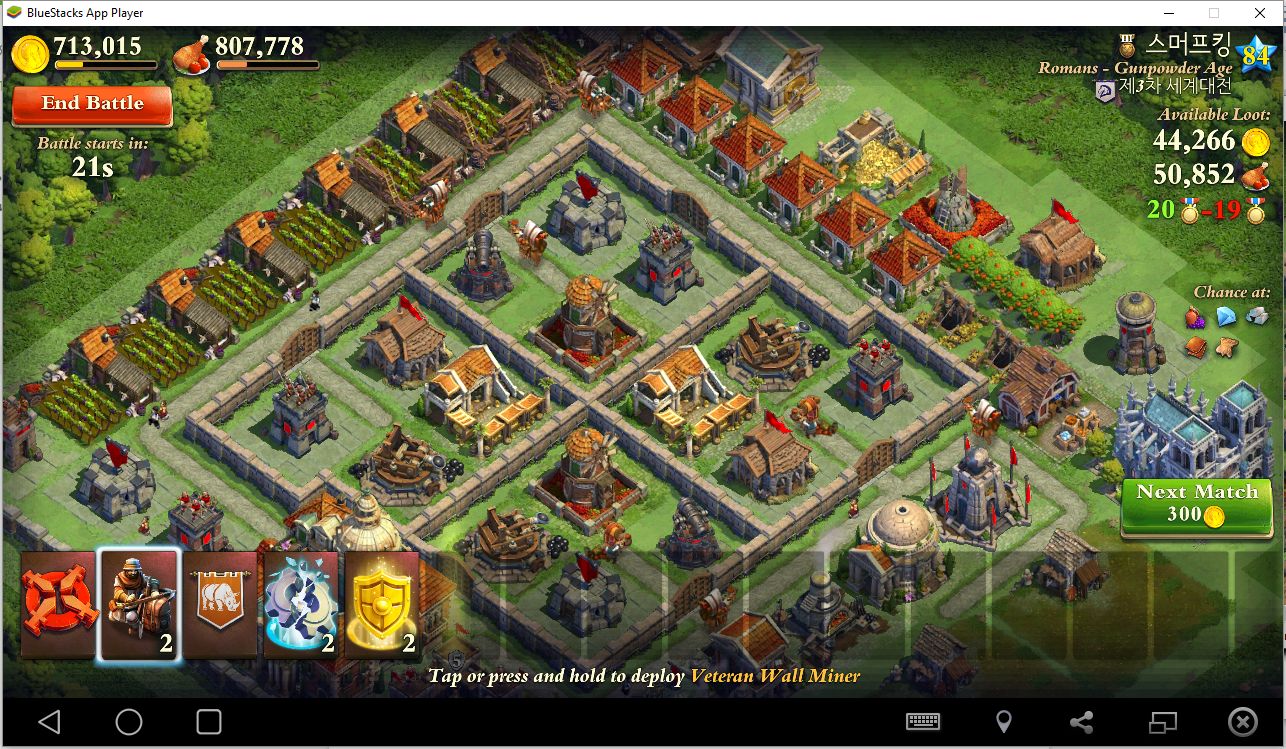 BlueStacks App Player
713,015
807,778
End Battle
Battle starts in:
21s
III
스머프킹
84
Romans - Gunpowder Age
제3차 세계대전
Available Loot:
44,266
50,852
20 -19
Chance at:
Next Match
300
2
2
2
5
Tap or press and hold to deploy Veteran Wall Miner